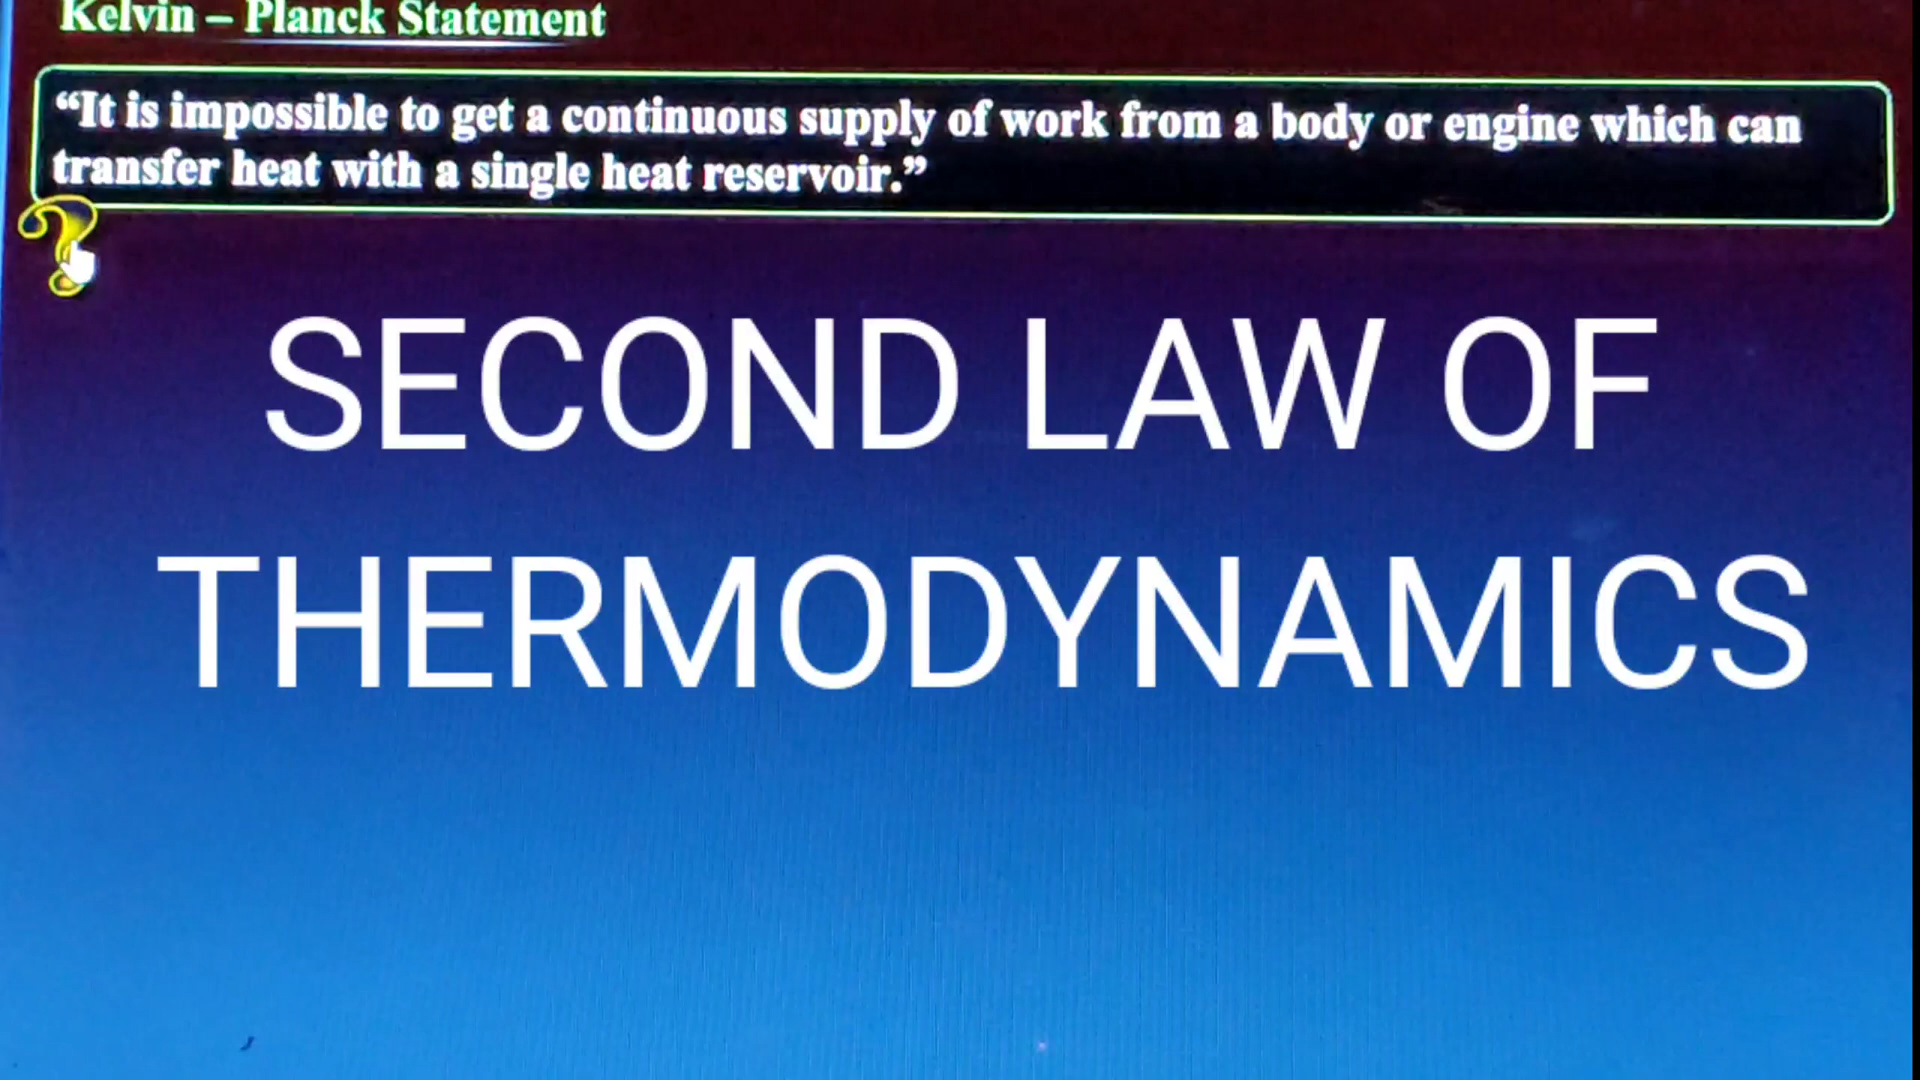 Kelvin – Planck Statement
“It is impossible to get a continuous supply of work from a body or engine which can
transfer heat with a single heat reservoir.”
SECOND LAW OF
THERMODYNAMICS